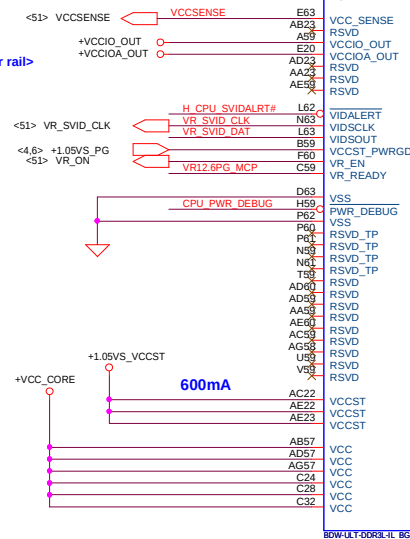 <51> VCCSENSE VCCSENSE E63 VCC_SENSE
AB23 RSVD
+VCCIO_OUT A59 VCCIO_OUT
+VCCIOA_OUT E20 VCCIOA_OUT
r rail>
AD23 RSVD
AA23 RSVD
AE59 RSVD
H_CPU_SVIDALRT# L62 VIDALERT
<51> VR_SVID_CLK VR_SVID_CLK N63 VIDSCLK
VR_SVID_DAT L63 VIDSOUT
<4,6> +1.05VS_PG B59 VCCST_PWRGD
<51> VR_ON F60 VR_EN
VR12.6PG_MCP C59 VR_READY
D63 VSS
CPU_PWR_DEBUG H59 PWR_DEBUG
P62 VSS
P60 RSVD_TP
P61 RSVD_TP
N59 RSVD_TP
N61 RSVD_TP
T59 RSVD
AD60 RSVD
AD59 RSVD
AA59 RSVD
AE60 RSVD
AC59 RSVD
AG58 RSVD
U59 RSVD
V59 RSVD
+1.05VS_VCCST
+VCC_CORE
600mA
AC22 VCCST
AE22 VCCST
AE23 VCCST
AB57 VCC
AD57 VCC
AG57 VCC
C24 VCC
C28 VCC
C32 VCC
BDW-ULT-DDR3L-IL_BG